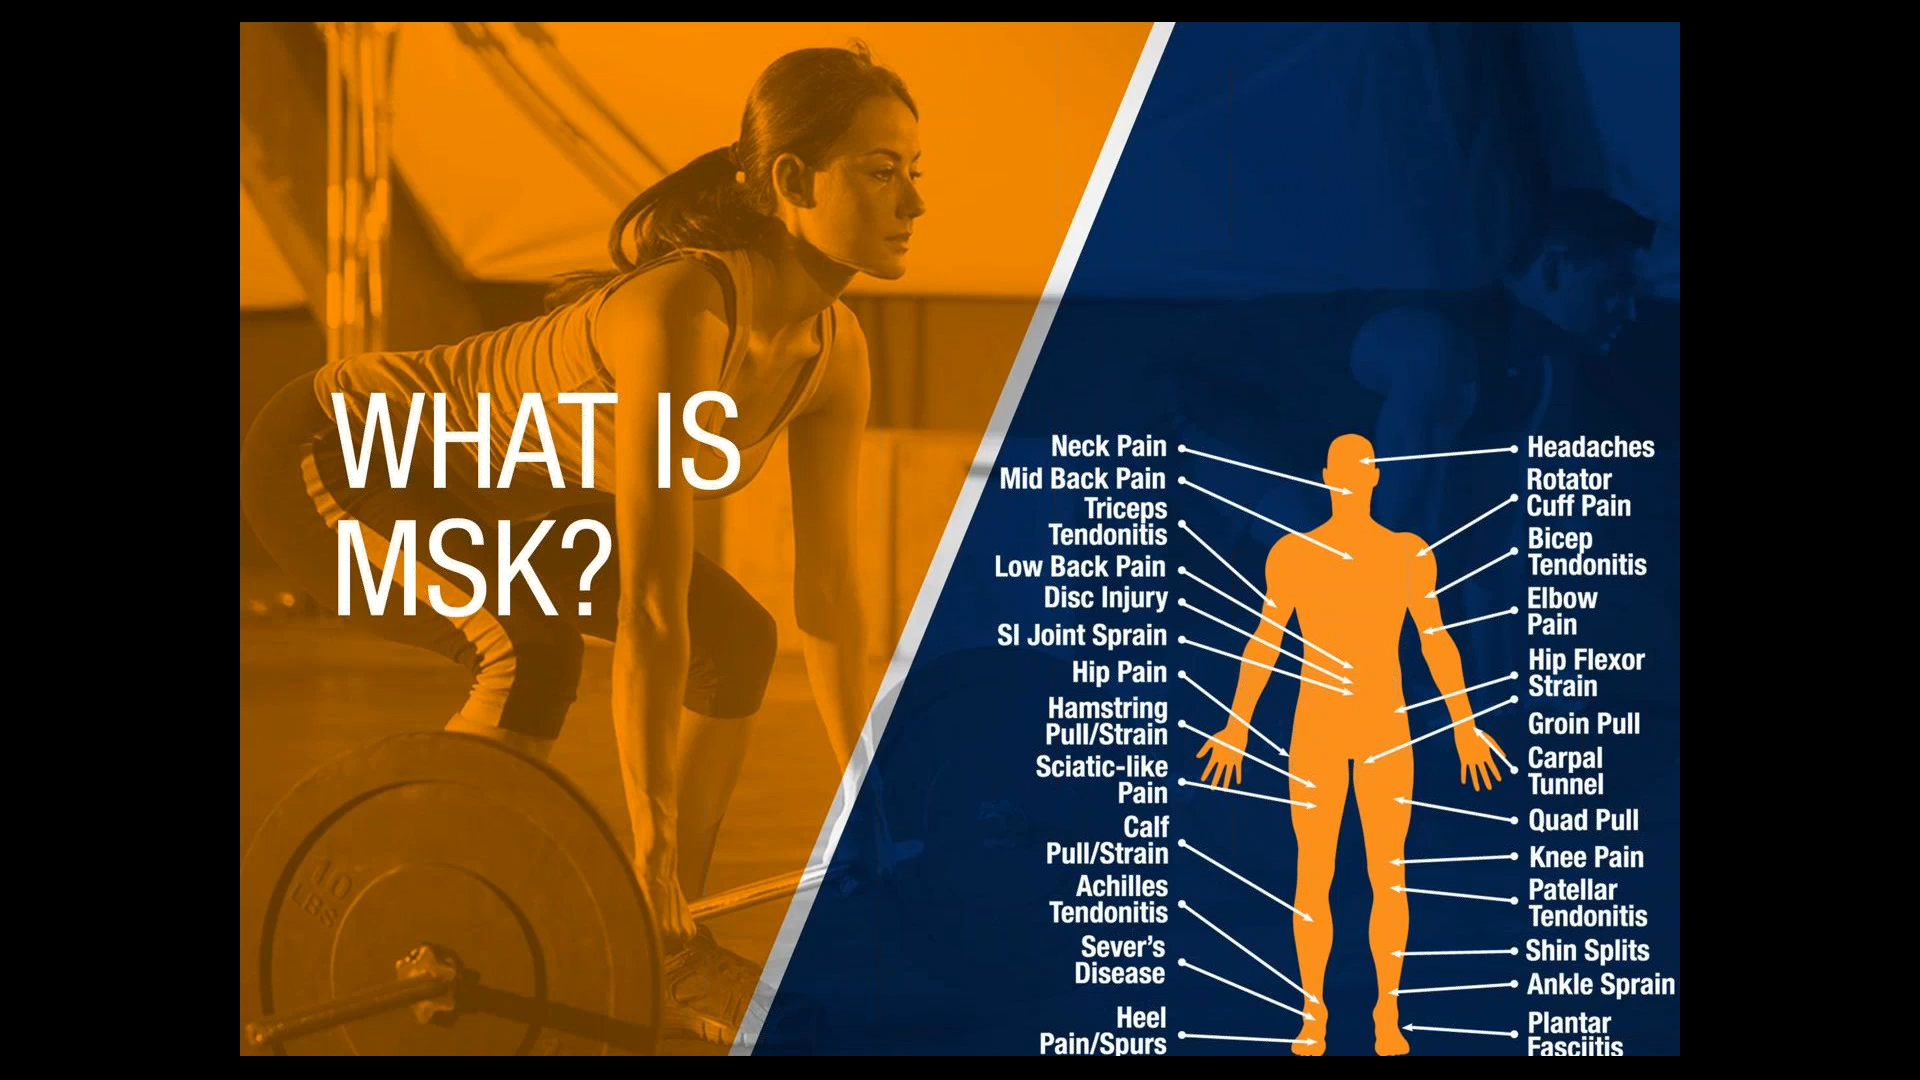 WHAT IS
MSK?
10
LBS
Neck Pain
Mid Back Pain
Triceps
Tendonitis
Low Back Pain
Disc Injury
SI Joint Sprain
Hip Pain
Hamstring
Pull/Strain
Sciatic-like
Pain
Calf
Pull/Strain
Achilles
Tendonitis
Sever's
Disease
Heel
Pain/Spurs
Headaches
Rotator
Cuff Pain
Bicep
Tendonitis
Elbow
Pain
Hip Flexor
Strain
Groin Pull
Carpal
Tunnel
Quad Pull
Knee Pain
Patellar
Tendonitis
Shin Splits
Ankle Sprain
Plantar
Fasciitis